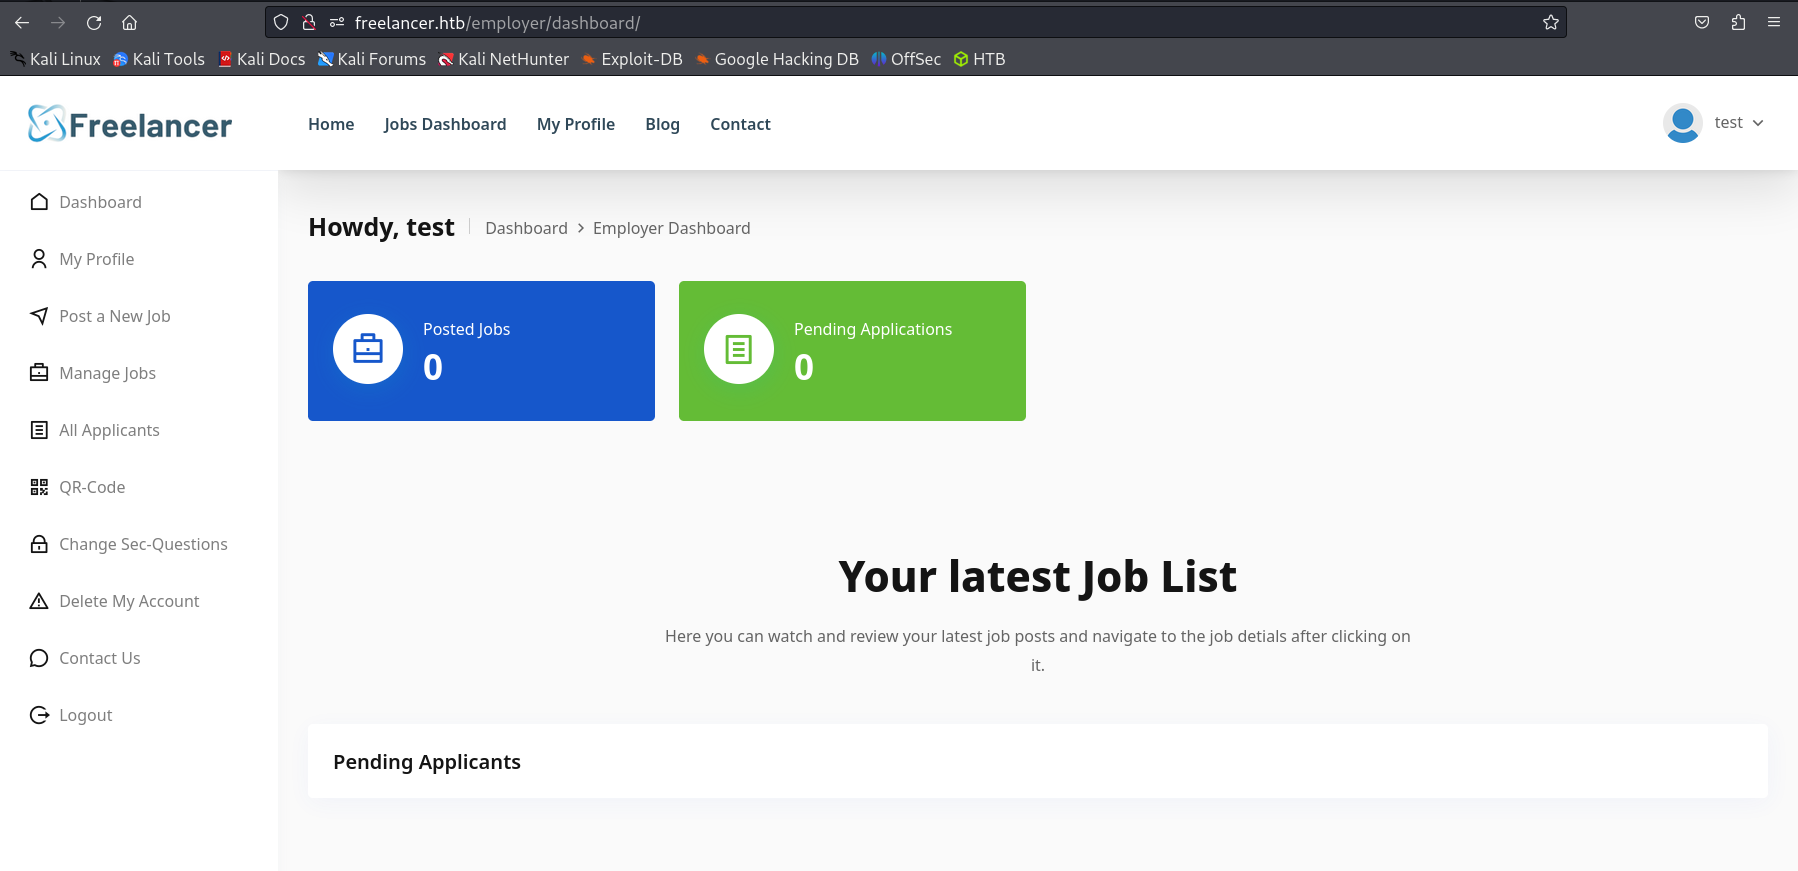 freelancer.htb/employer/dashboard/
Kali Linux Kali Tools Kali Docs Kali Forums Kali NetHunter Exploit-DB Google Hacking DB OffSec HTB
Freelancer Home Jobs Dashboard My Profile Blog Contact test
Dashboard
My Profile
Post a New Job
Manage Jobs
All Applicants
QR-Code
Change Sec-Questions
Delete My Account
Contact Us
Logout
Howdy, test Dashboard > Employer Dashboard
Posted Jobs
0
Pending Applications
0
Your latest Job List
Here you can watch and review your latest job posts and navigate to the job detials after clicking on
it.
Pending Applicants